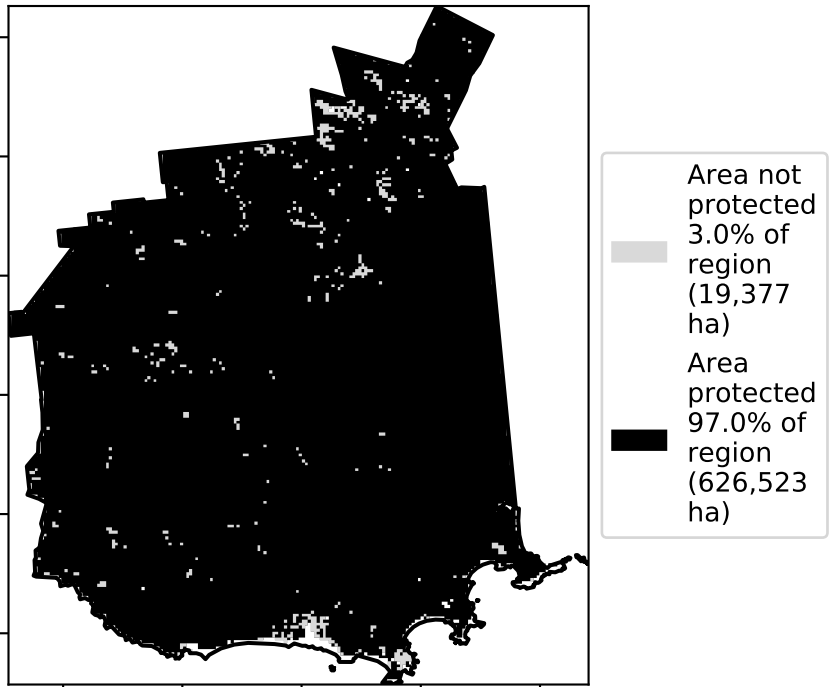 Area not
protected
3.0% of
region
(19,377
ha)
Area
protected
97.0% of
region
(626,523
ha)